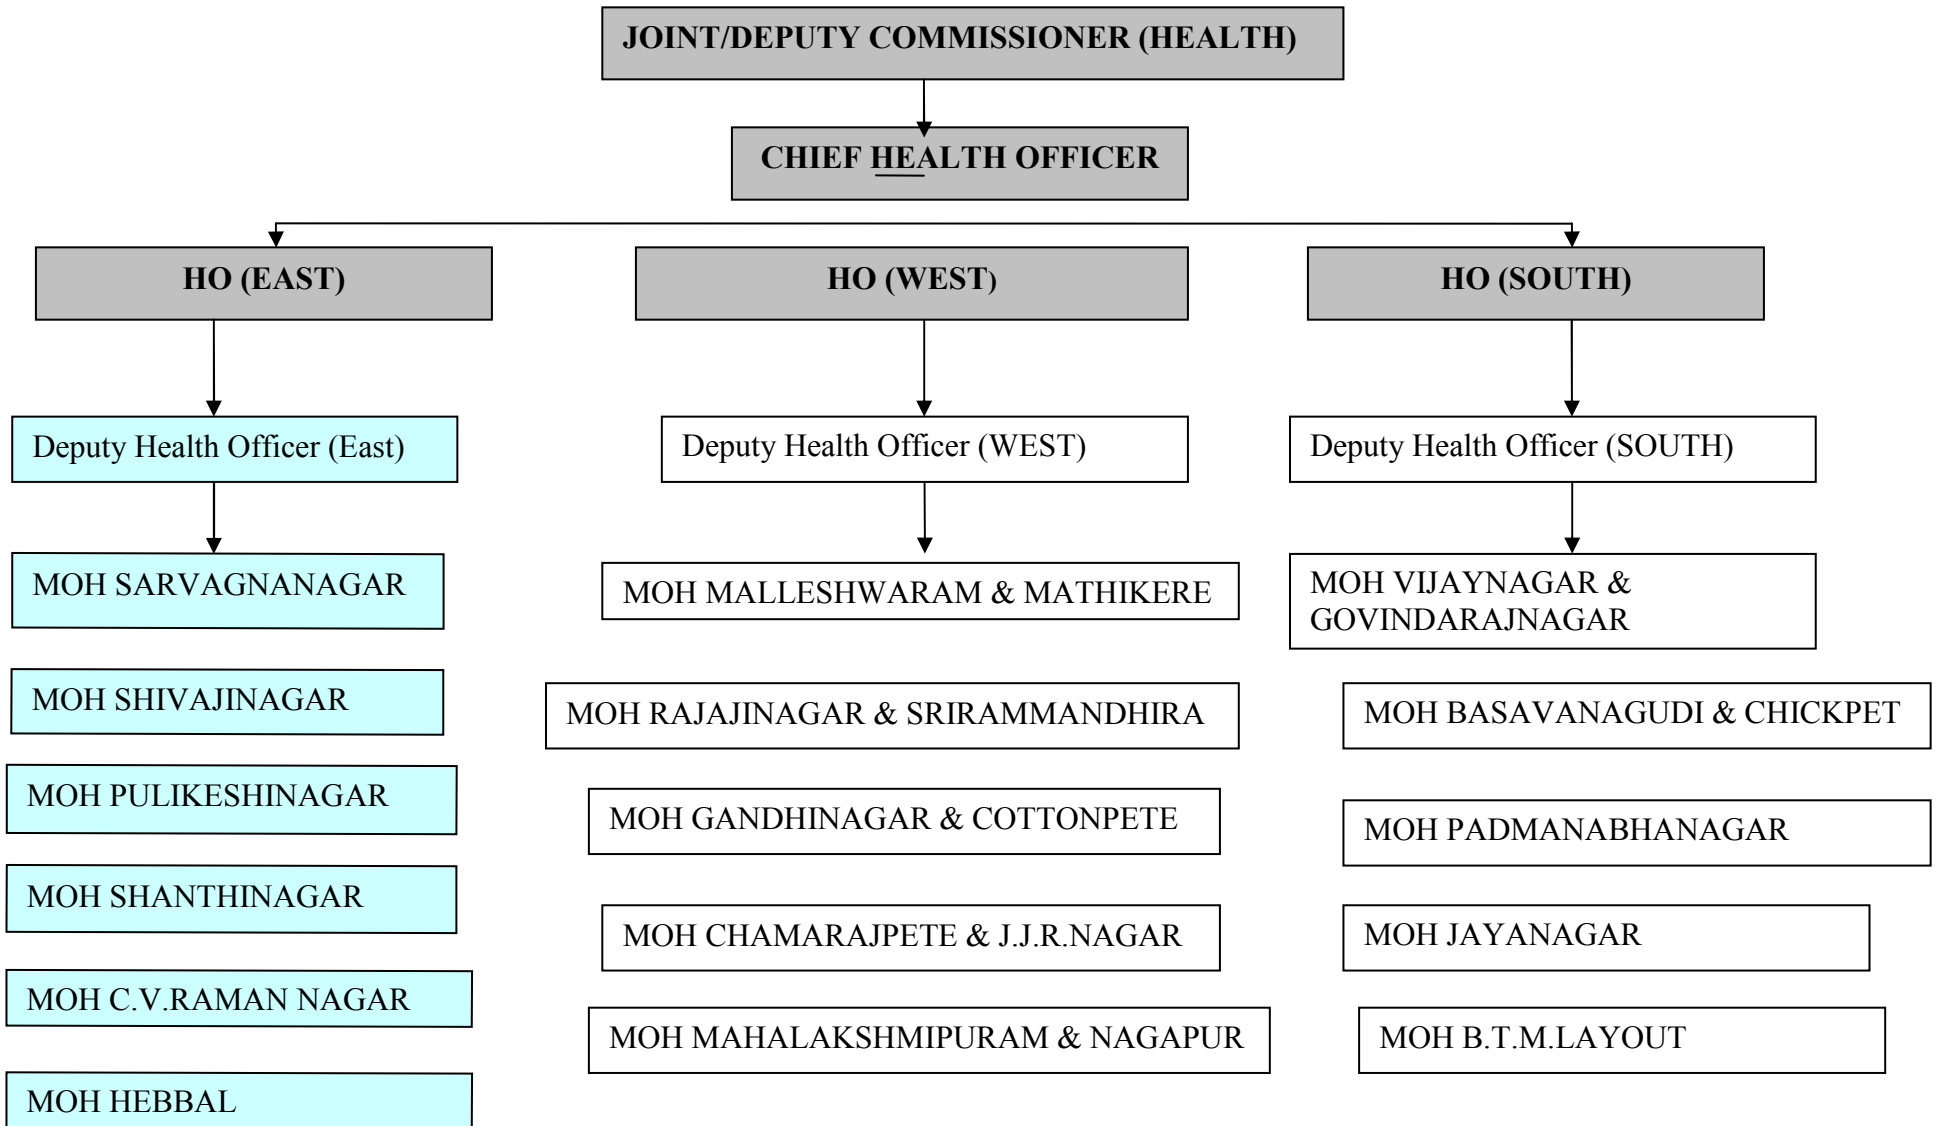 JOINT/DEPUTY COMMISSIONER (HEALTH)
CHIEF HEALTH OFFICER
HO (EAST)
HO (WEST)
HO (SOUTH)
Deputy Health Officer (East)
Deputy Health Officer (WEST)
Deputy Health Officer (SOUTH)
MOH SARVAGNANAGAR
MOH MALLESHWARAM & MATHIKERE
MOH VIJAYNAGAR &
GOVINDARAJNAGAR
MOH SHIVAJINAGAR
MOH RAJAJINAGAR & SRIRAMMANDHIRA
MOH BASAVANAGUDI & CHICKPET
MOH PULIKESHINAGAR
MOH GANDHINAGAR & COTTONPETE
MOH PADMANABHANAGAR
MOH SHANTHINAGAR
MOH CHAMARAJPETE & J.J.R.NAGAR
MOH JAYANAGAR
MOH C.V.RAMAN NAGAR
MOH MAHALAKSHMIPURAM & NAGAPUR
MOH B.T.M.LAYOUT
MOH HEBBAL